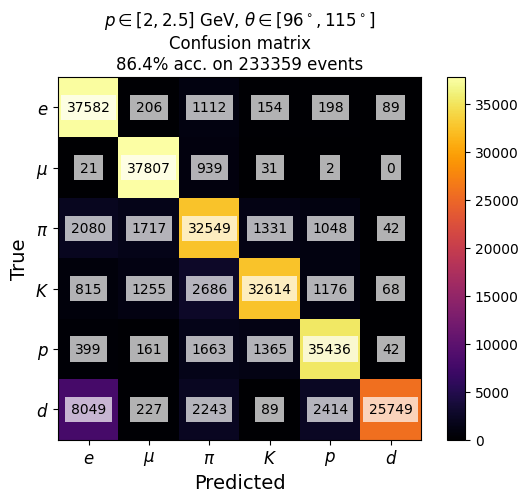 p ∈ [2, 2.5] GeV, θ ∈ [96°, 115°]
Confusion matrix
86.4% acc. on 233359 events
True
e 37582 206 1112 154 198 89
μ 21 37807 939 31 2 0
π 2080 1717 32549 1331 1048 42
K 815 1255 2686 32614 1176 68
p 399 161 1663 1365 35436 42
d 8049 227 2243 89 2414 25749
e μ π K p d
Predicted
35000
30000
25000
20000
15000
10000
5000
0